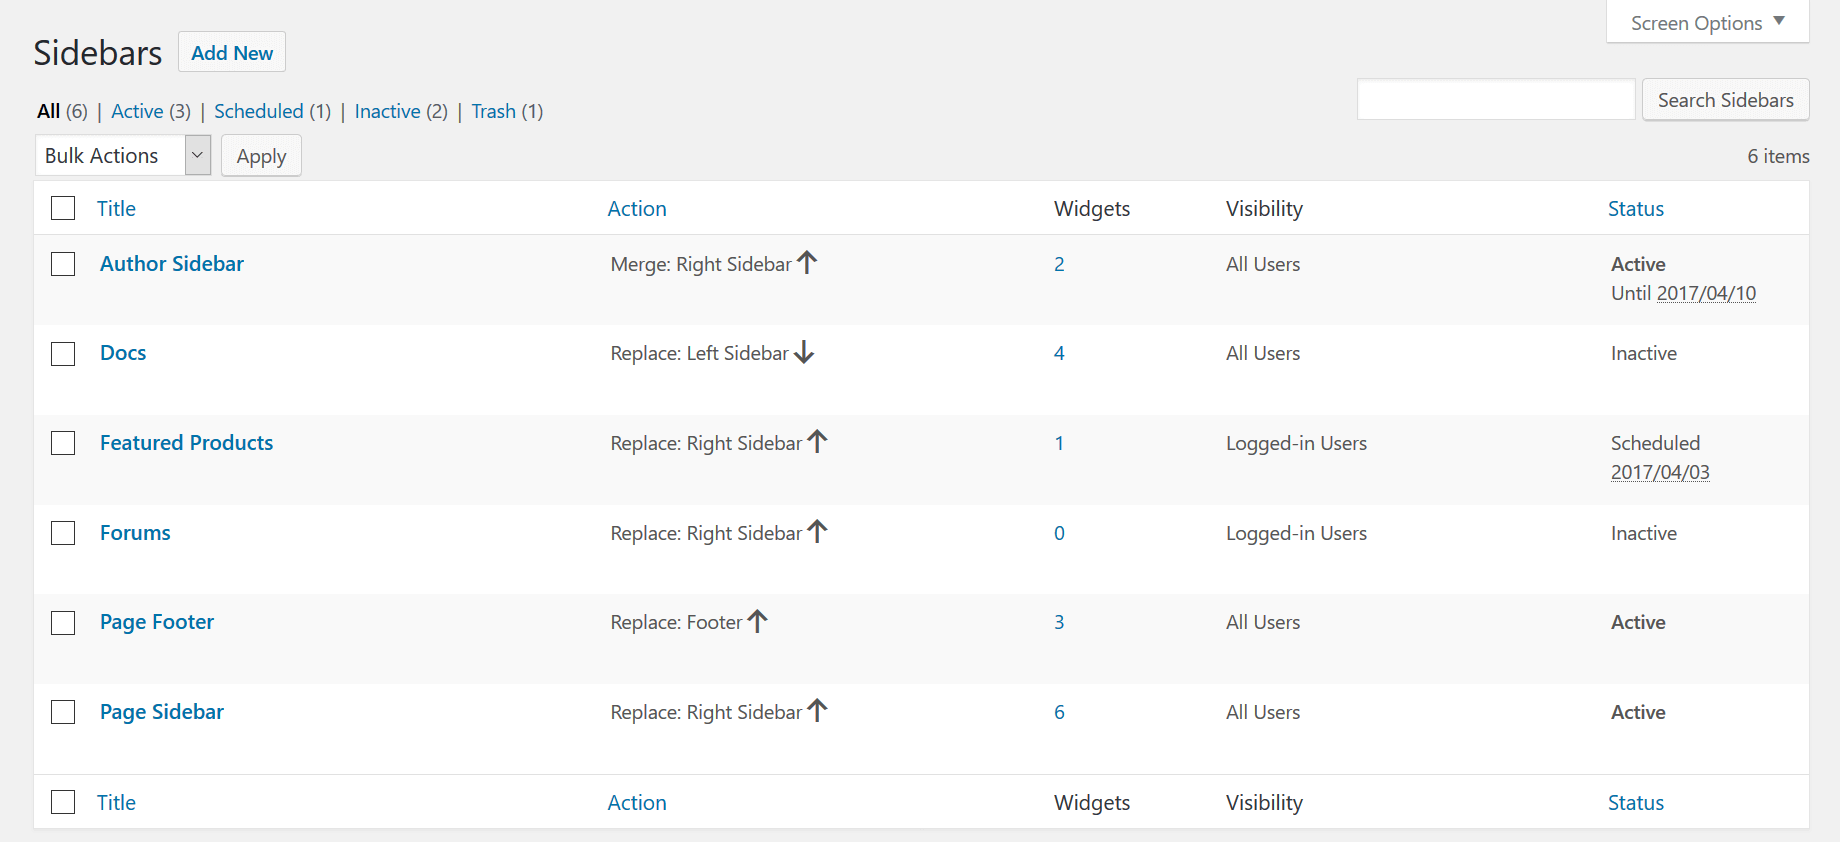 Screen Options
Sidebars Add New
All (6) | Active (3) | Scheduled (1) | Inactive (2) | Trash (1)
Search Sidebars
Bulk Actions Apply
6 items
Title Action Widgets Visibility Status
Author Sidebar Merge: Right Sidebar 2 All Users Active
Until 2017/04/10
Docs Replace: Left Sidebar 4 All Users Inactive
Featured Products Replace: Right Sidebar 1 Logged-in Users Scheduled
2017/04/03
Forums Replace: Right Sidebar 0 Logged-in Users Inactive
Page Footer Replace: Footer 3 All Users Active
Page Sidebar Replace: Right Sidebar 6 All Users Active
Title Action Widgets Visibility Status